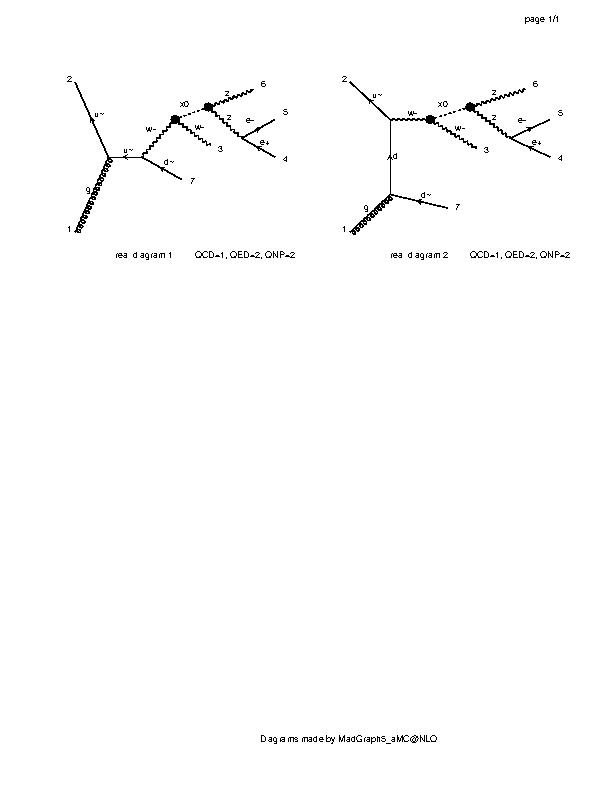 page 1/1
2 u~ u~ g 1 w- x0 z 6 z e- 5 e+ 4 w- 3 d~ 7
2 u~ w- x0 z 6 z e- 5 e+ 4 w- 3 d d~ 7 g 1
real diagram 1 QCD=1, QED=2, QNP=2
real diagram 2 QCD=1, QED=2, QNP=2
Diagrams made by MadGraph5_aMC@NLO